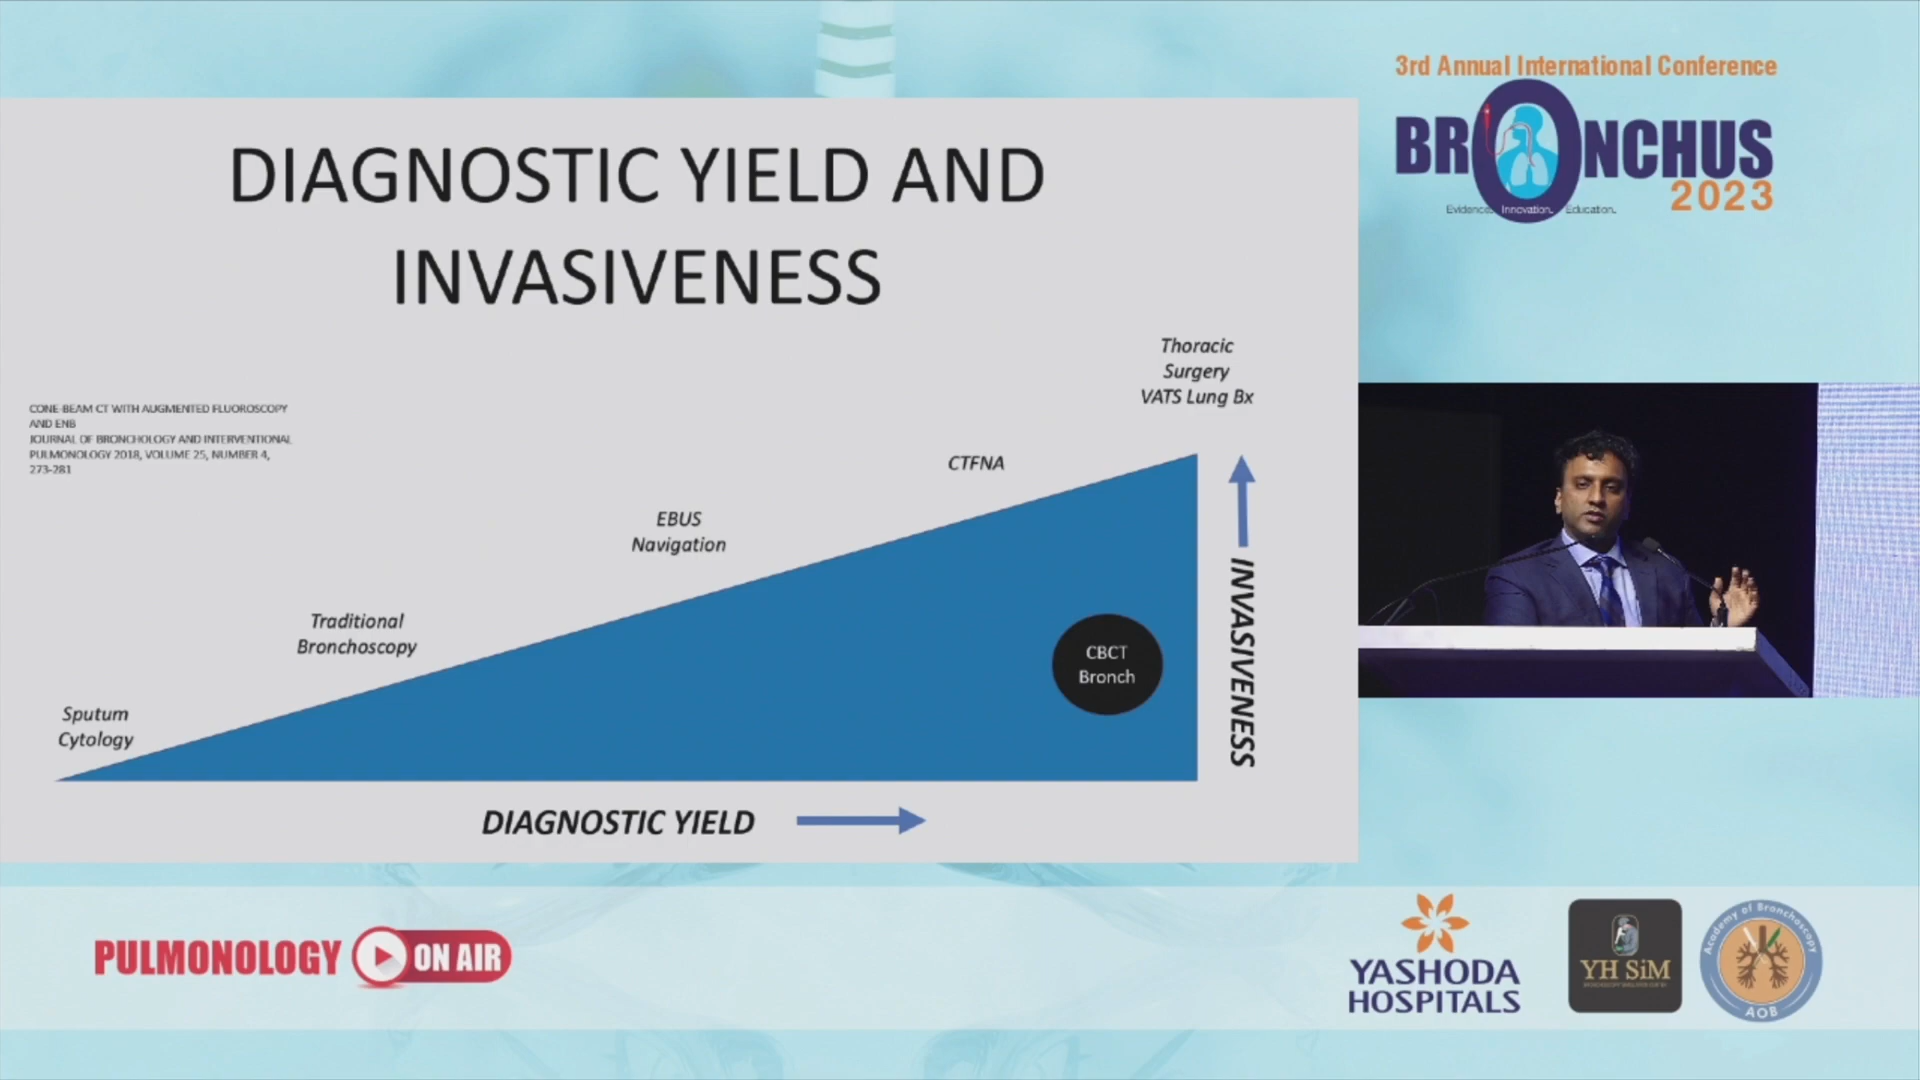 3rd Annual International Conference
BRONCHUS
2023
Evidence. Innovation. Education.
DIAGNOSTIC YIELD AND
INVASIVENESS
CONE-BEAM CT WITH AUGMENTED FLUOROSCOPY
AND ENB
JOURNAL OF BRONCHOLOGY AND INTERVENTIONAL
PULMONOLOGY 2018, VOLUME 25, NUMBER 4,
273-281
Thoracic
Surgery
VATS Lung Bx
CTFNA
EBUS
Navigation
Traditional
Bronchoscopy
Sputum
Cytology
CBCT
Bronch
INVASIVENESS
DIAGNOSTIC YIELD
PULMONOLOGY ON AIR
YASHODA
HOSPITALS
YH SiM
Academy of Bronchoscopy
AOB